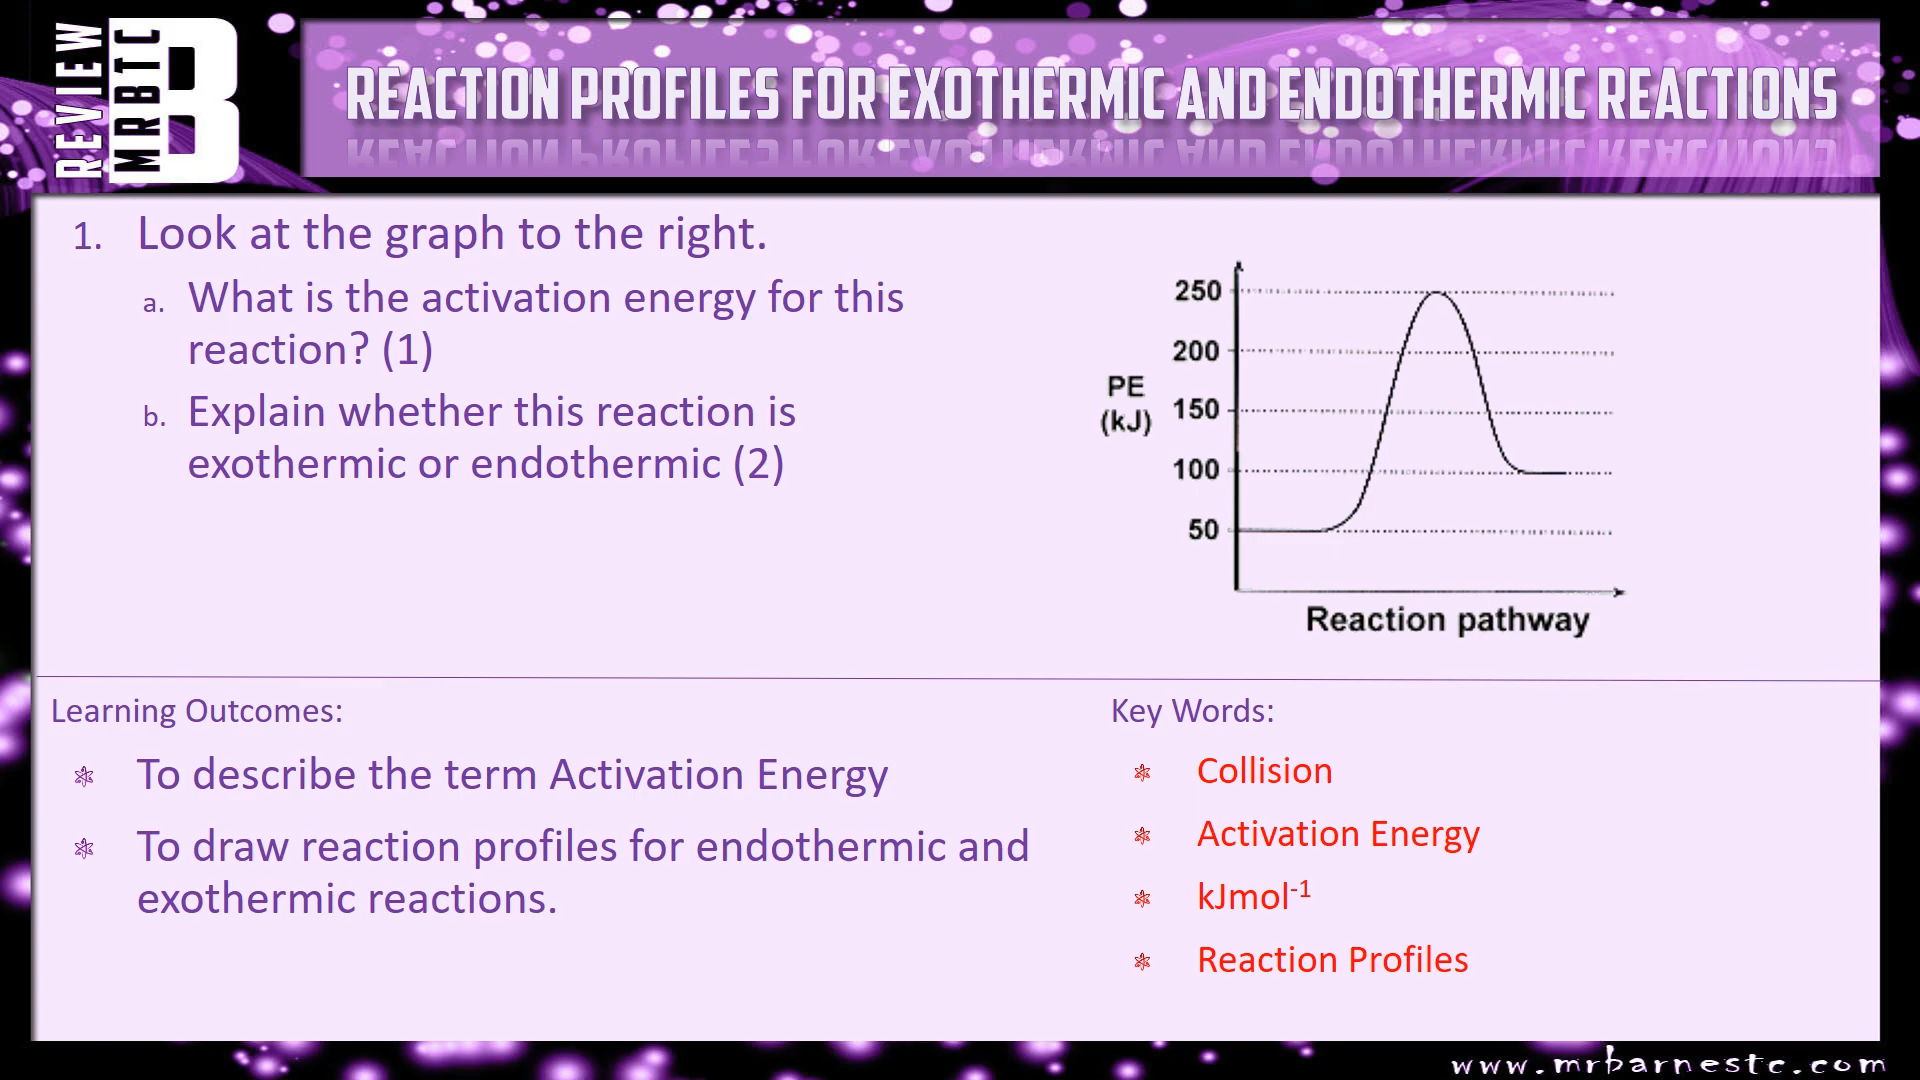 REVIEW
MRBTC
B
REACTION PROFILES FOR EXOTHERMIC AND ENDOTHERMIC REACTIONS
1. Look at the graph to the right.
a. What is the activation energy for this
reaction? (1)
b. Explain whether this reaction is
exothermic or endothermic (2)
250
200
PE
(kJ)
150
100
50
Reaction pathway
Learning Outcomes:
To describe the term Activation Energy
To draw reaction profiles for endothermic and
exothermic reactions.
Key Words:
Collision
Activation Energy
kJmol⁻¹
Reaction Profiles
www.mrbarnestc.com